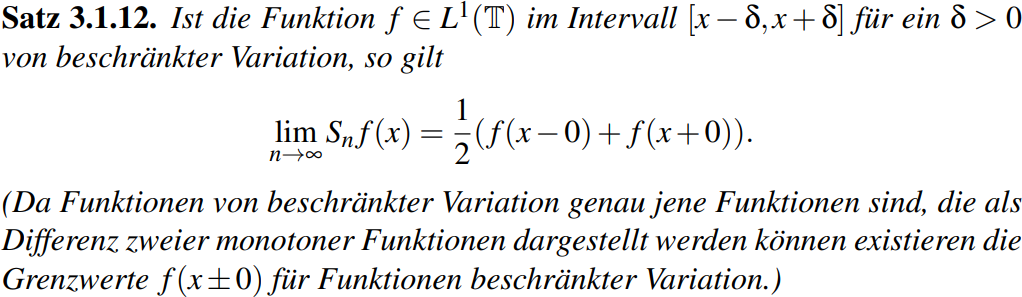 Satz 3.1.12. Ist die Funktion f ∈ L¹(𝕋) im Intervall [x − δ, x + δ] für ein δ > 0
von beschränkter Variation, so gilt
lim_{n→∞} S_n f(x) = 1/2 (f(x − 0) + f(x + 0)).
(Da Funktionen von beschränkter Variation genau jene Funktionen sind, die als
Differenz zweier monotoner Funktionen dargestellt werden können existieren die
Grenzwerte f(x ± 0) für Funktionen beschränkter Variation.)